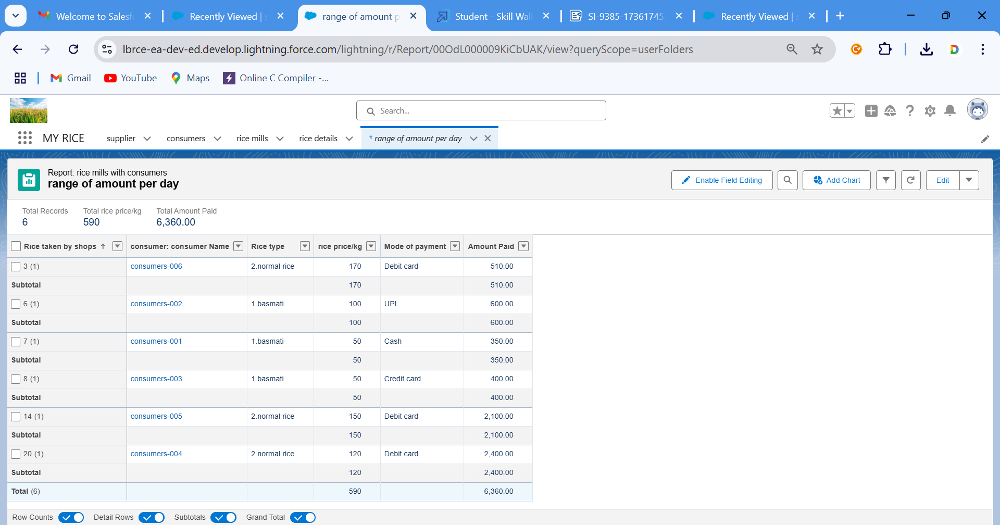 Welcome to Salesf
Recently Viewed | s
range of amount p
Student - Skill Wall
SI-9385-17361745
Recently Viewed | s
lbrce-ea-dev-ed.develop.lightning.force.com/lightning/r/Report/00OdL000009KiCbUAK/view?queryScope=userFolders
Gmail
YouTube
Maps
Online C Compiler -...
Search...
MY RICE
supplier
consumers
rice mills
rice details
* range of amount per day
Report: rice mills with consumers
range of amount per day
Enable Field Editing
Add Chart
Edit
Total Records
Total rice price/kg
Total Amount Paid
6
590
6,360.00
Rice taken by shops ↑ consumer: consumer Name Rice type rice price/kg Mode of payment Amount Paid
3 (1) consumers-006 2.normal rice 170 Debit card 510.00
Subtotal 170 510.00
6 (1) consumers-002 1.basmati 100 UPI 600.00
Subtotal 100 600.00
7 (1) consumers-001 1.basmati 50 Cash 350.00
Subtotal 50 350.00
8 (1) consumers-003 1.basmati 50 Credit card 400.00
Subtotal 50 400.00
14 (1) consumers-005 2.normal rice 150 Debit card 2,100.00
Subtotal 150 2,100.00
20 (1) consumers-004 2.normal rice 120 Debit card 2,400.00
Subtotal 120 2,400.00
Total (6) 590 6,360.00
Row Counts
Detail Rows
Subtotals
Grand Total